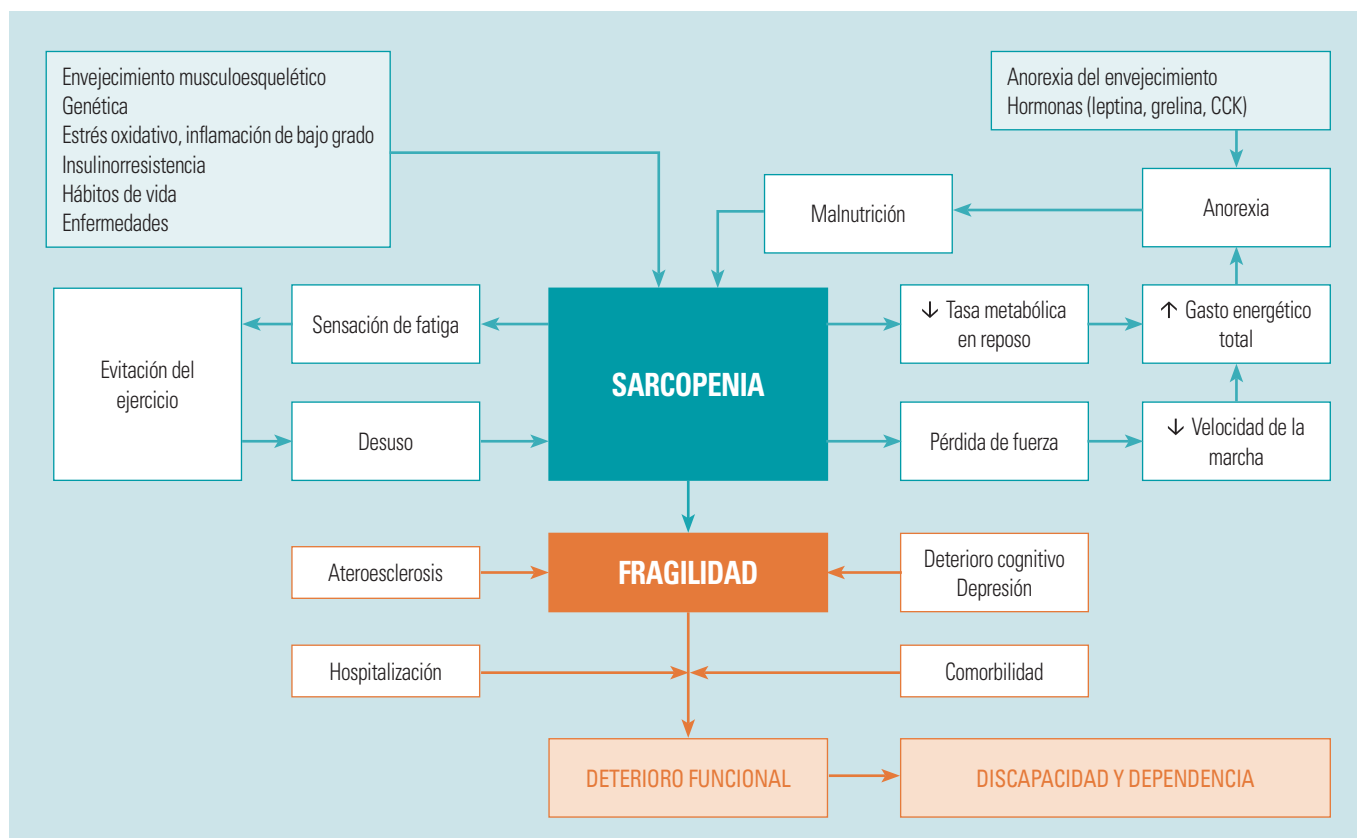 Envejecimiento musculoesquelético
Genética
Estrés oxidativo, inflamación de bajo grado
Insulinorresistencia
Hábitos de vida
Enfermedades
Anorexia del envejecimiento
Hormonas (leptina, grelina, CCK)
Malnutrición
Anorexia
Evitación del
ejercicio
Sensación de fatiga
Desuso
SARCOPENIA
↓ Tasa metabólica
en reposo
↑ Gasto energético
total
Pérdida de fuerza
↓ Velocidad de la
marcha
Ateroesclerosis
FRAGILIDAD
Deterioro cognitivo
Depresión
Hospitalización
Comorbilidad
DETERIORO FUNCIONAL
DISCAPACIDAD Y DEPENDENCIA